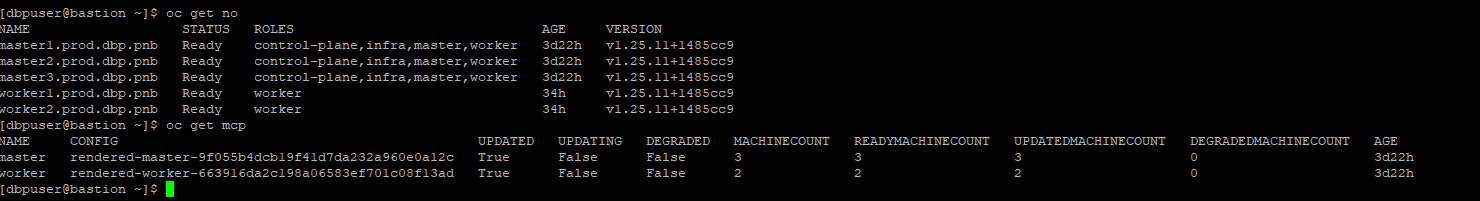 [dbpuser@bastion ~]$ oc get no
NAME STATUS ROLES AGE VERSION
master1.prod.dbp.pnb Ready control-plane,infra,master,worker 3d22h v1.25.11+1485cc9
master2.prod.dbp.pnb Ready control-plane,infra,master,worker 3d22h v1.25.11+1485cc9
master3.prod.dbp.pnb Ready control-plane,infra,master,worker 3d22h v1.25.11+1485cc9
worker1.prod.dbp.pnb Ready worker 34h v1.25.11+1485cc9
worker2.prod.dbp.pnb Ready worker 34h v1.25.11+1485cc9
[dbpuser@bastion ~]$ oc get mcp
NAME CONFIG UPDATED UPDATING DEGRADED MACHINECOUNT READYMACHINECOUNT UPDATEDMACHINECOUNT DEGRADEDMACHINECOUNT AGE
master rendered-master-9f055b4dcb19f41d7da232a960e0a12c True False False 3 3 3 0 3d22h
worker rendered-worker-663916da2c198a06583ef701c08f13ad True False False 2 2 2 0 3d22h
[dbpuser@bastion ~]$